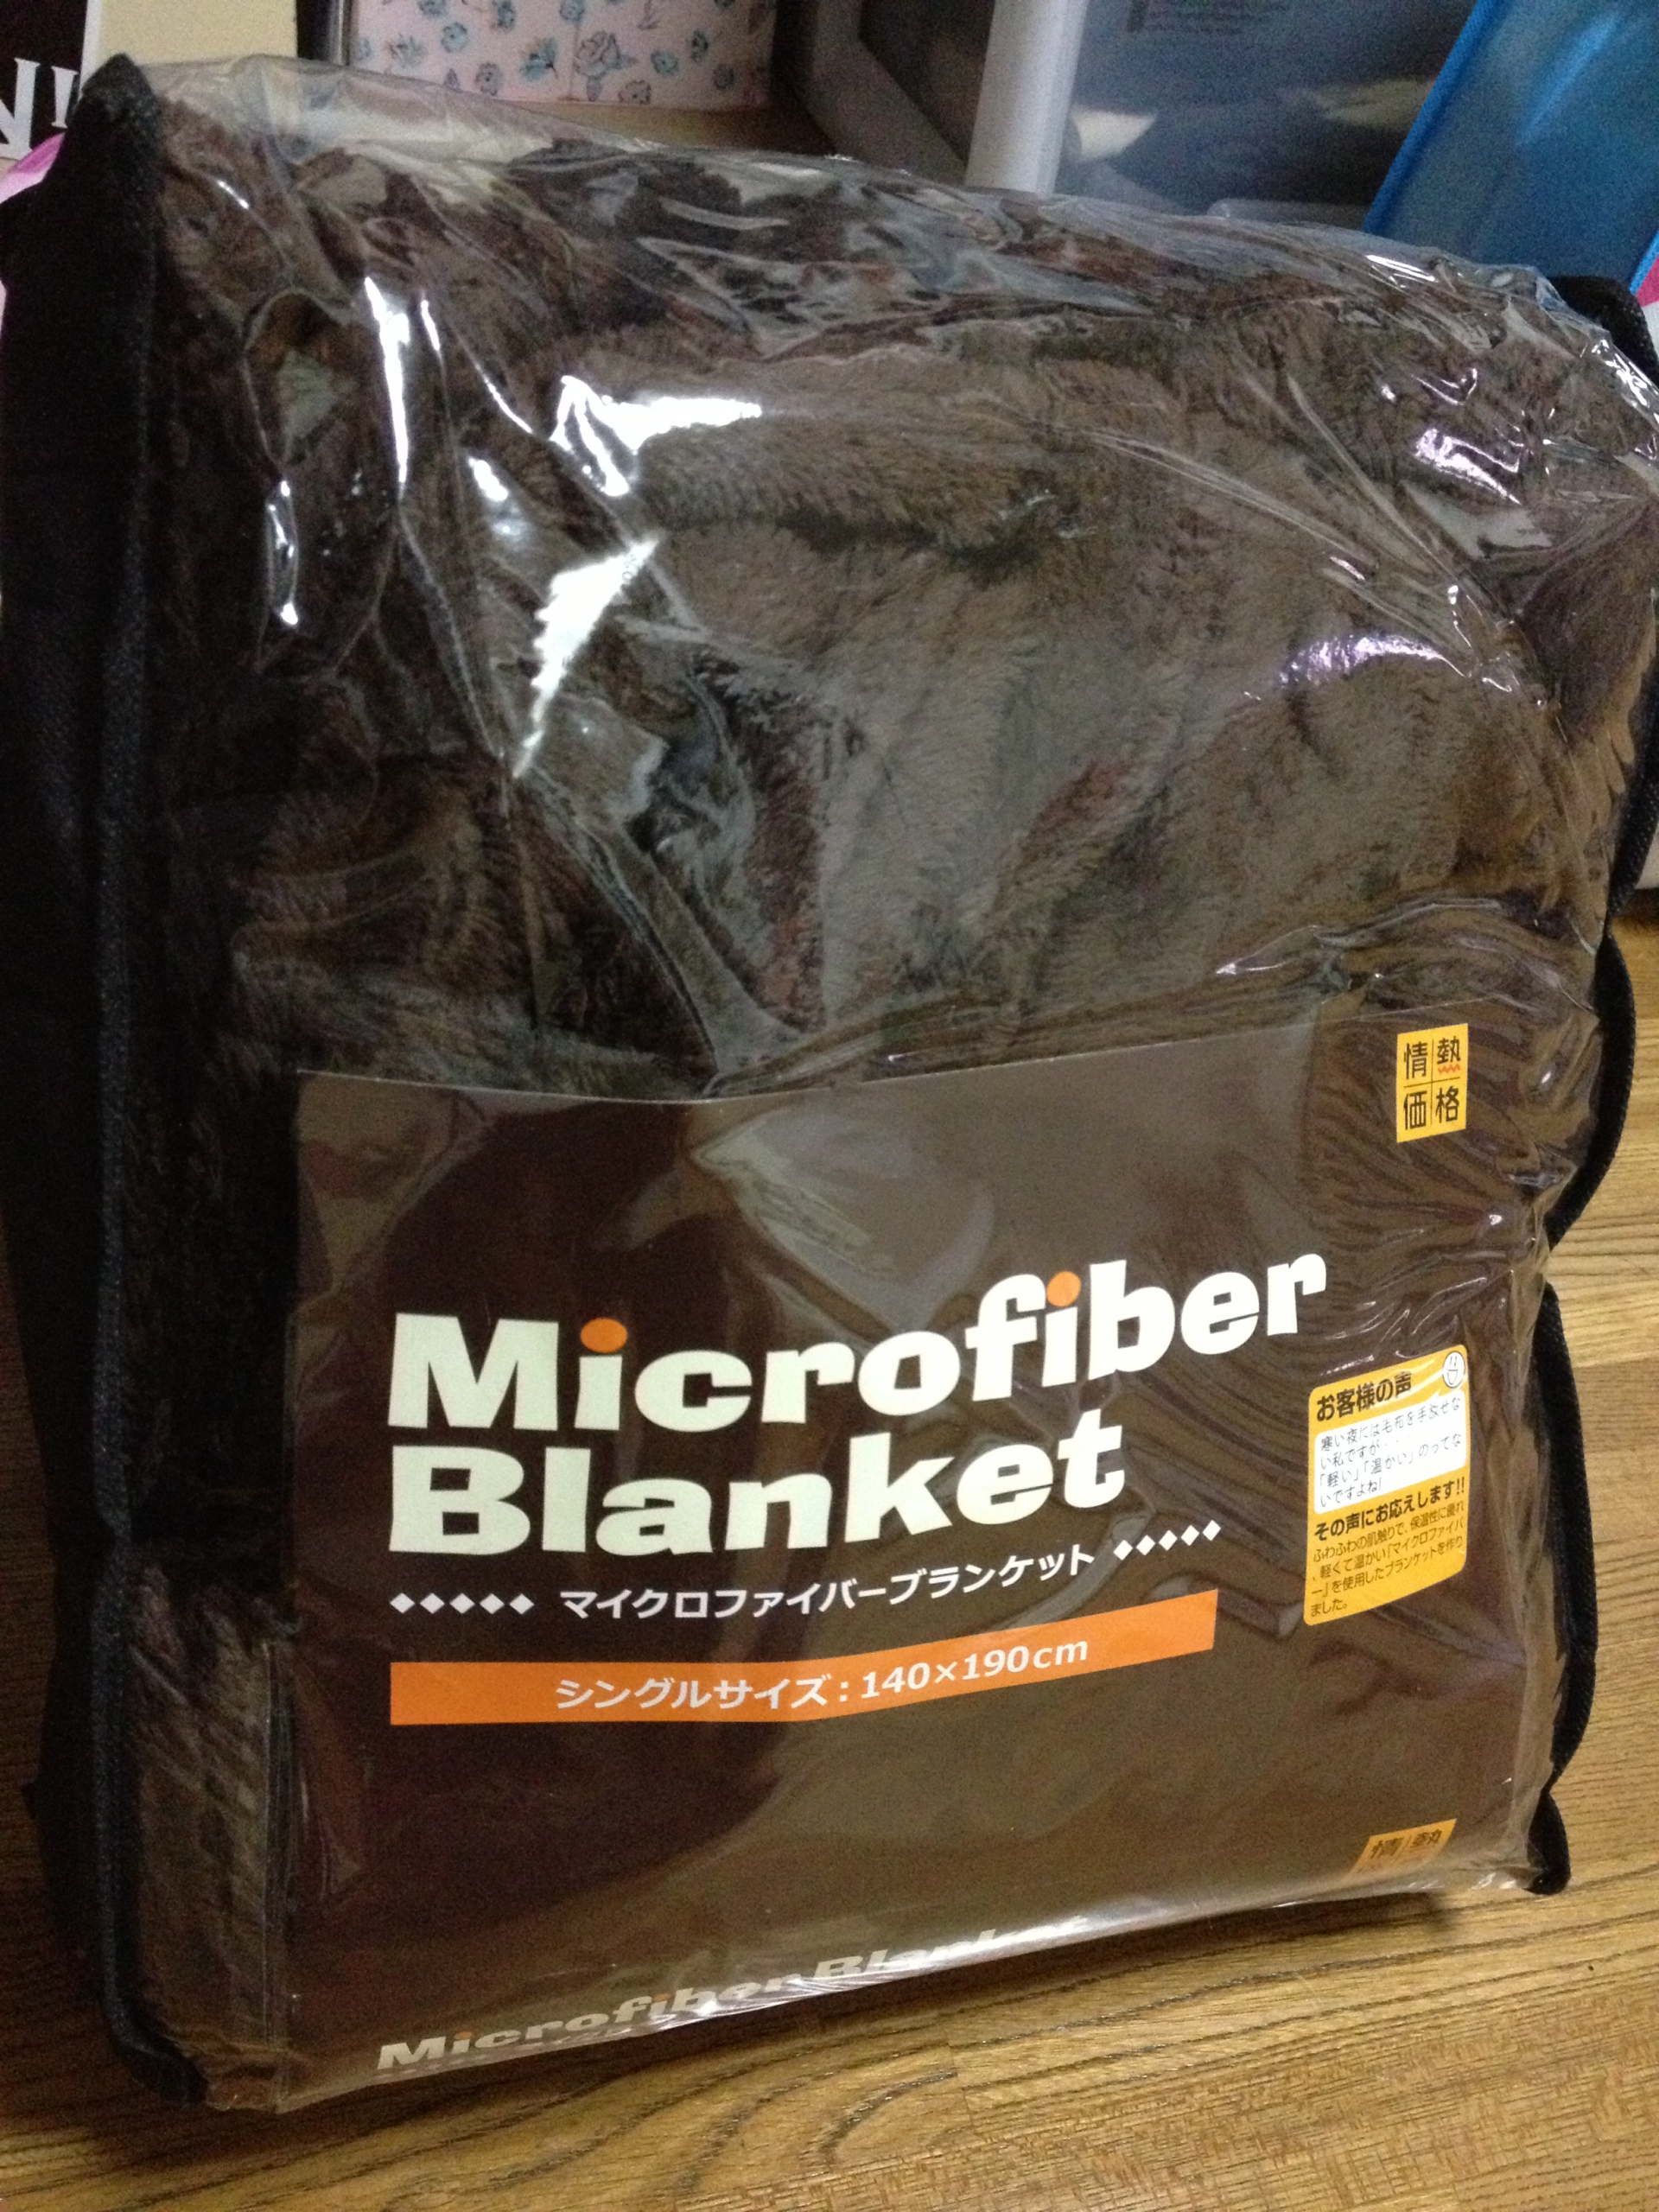 情熱
価格
Microfiber
Blanket
マイクロファイバーブランケット
シングルサイズ:140×190cm
お客様の声
寒い夜には毛布を手放せな
い私ですが・・・
「軽い」「温かい」のってな
いですよね!
その声にお応えします!!
ふわふわの肌触りで、保温性に優れ
、軽くて温かい「マイクロファイバ
ー」を使用したブランケットを作り
ました。
情熱
Microfiber Blanket